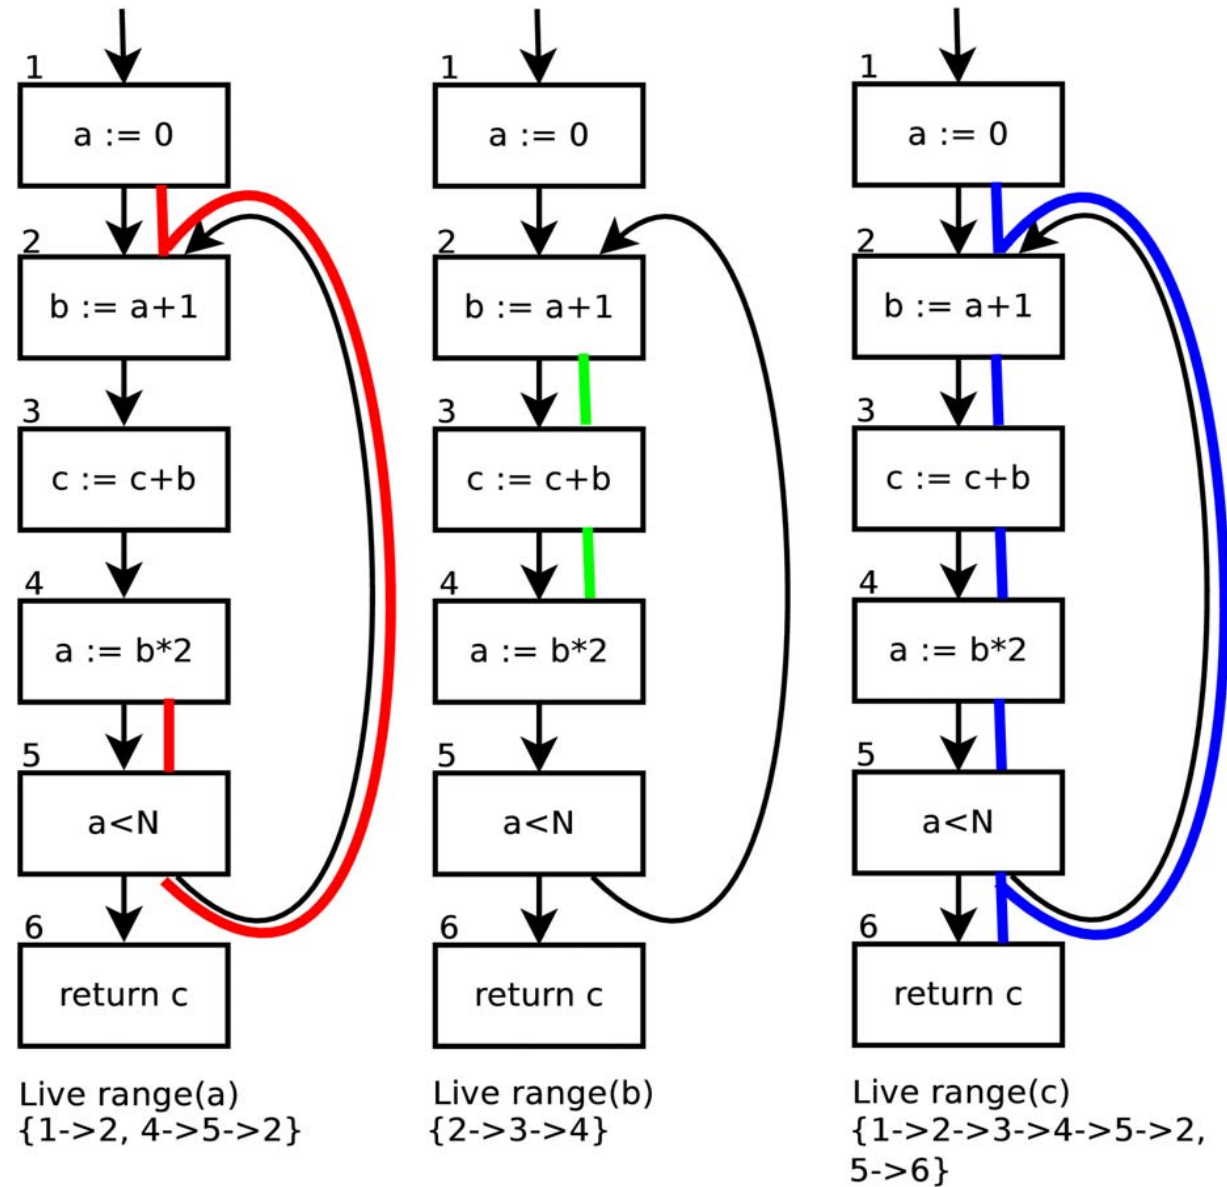 1
a := 0
2
b := a+1
3
c := c+b
4
a := b*2
5
a<N
6
return c
Live range(a)
{1->2, 4->5->2}
1
a := 0
2
b := a+1
3
c := c+b
4
a := b*2
5
a<N
6
return c
Live range(b)
{2->3->4}
1
a := 0
2
b := a+1
3
c := c+b
4
a := b*2
5
a<N
6
return c
Live range(c)
{1->2->3->4->5->2,
5->6}